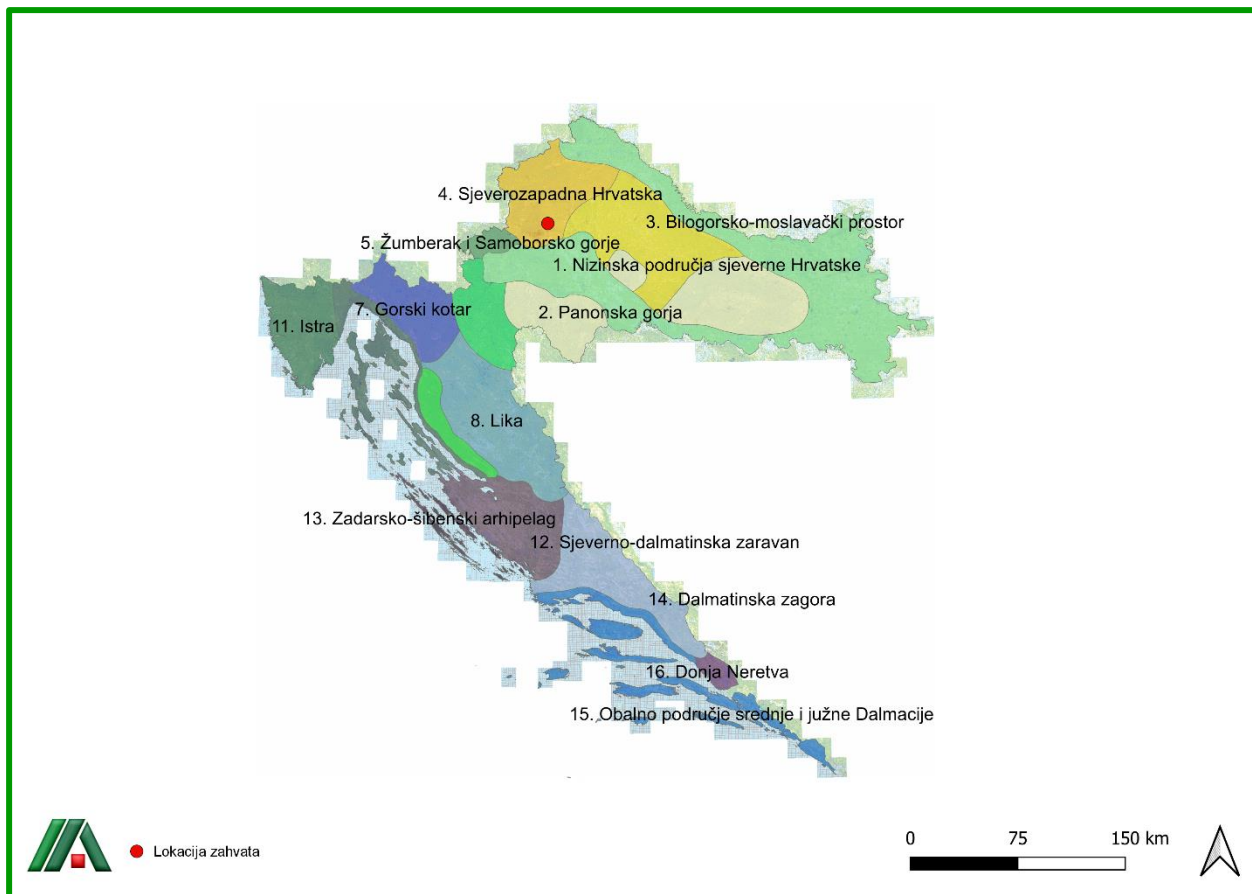 4. Sjeverozapadna Hrvatska
3. Bilogorsko-moslavački prostor
5. Žumberak i Samoborsko gorje
1. Nizinska područja sjeverne Hrvatske
7. Gorski kotar
2. Panonska gorja
11. Istra
8. Lika
13. Zadarsko-šibenski arhipelag
12. Sjeverno-dalmatinska zaravan
14. Dalmatinska zagora
16. Donja Neretva
15. Obalno područje srednje i južne Dalmacije
Lokacija zahvata
0 75 150 km